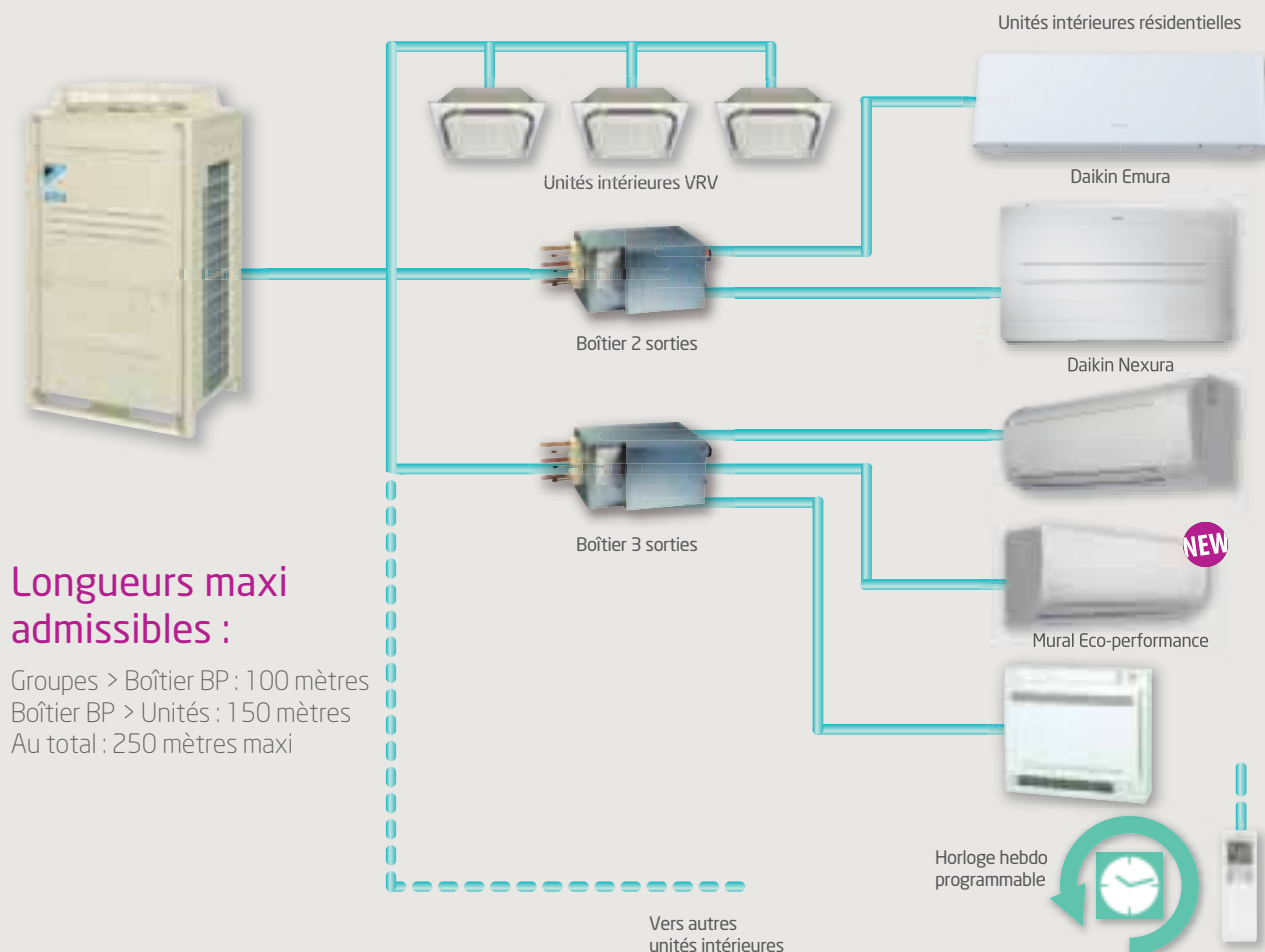 Unités intérieures résidentielles
Unités intérieures VRV
Daikin Emura
Boîtier 2 sorties
Daikin Nexura
Boîtier 3 sorties
NEW
Mural Eco-performance
Longueurs maxi
admissibles :
Groupes > Boîtier BP : 100 mètres
Boîtier BP > Unités : 150 mètres
Au total : 250 mètres maxi
Horloge hebdo
programmable
Vers autres
unités intérieures